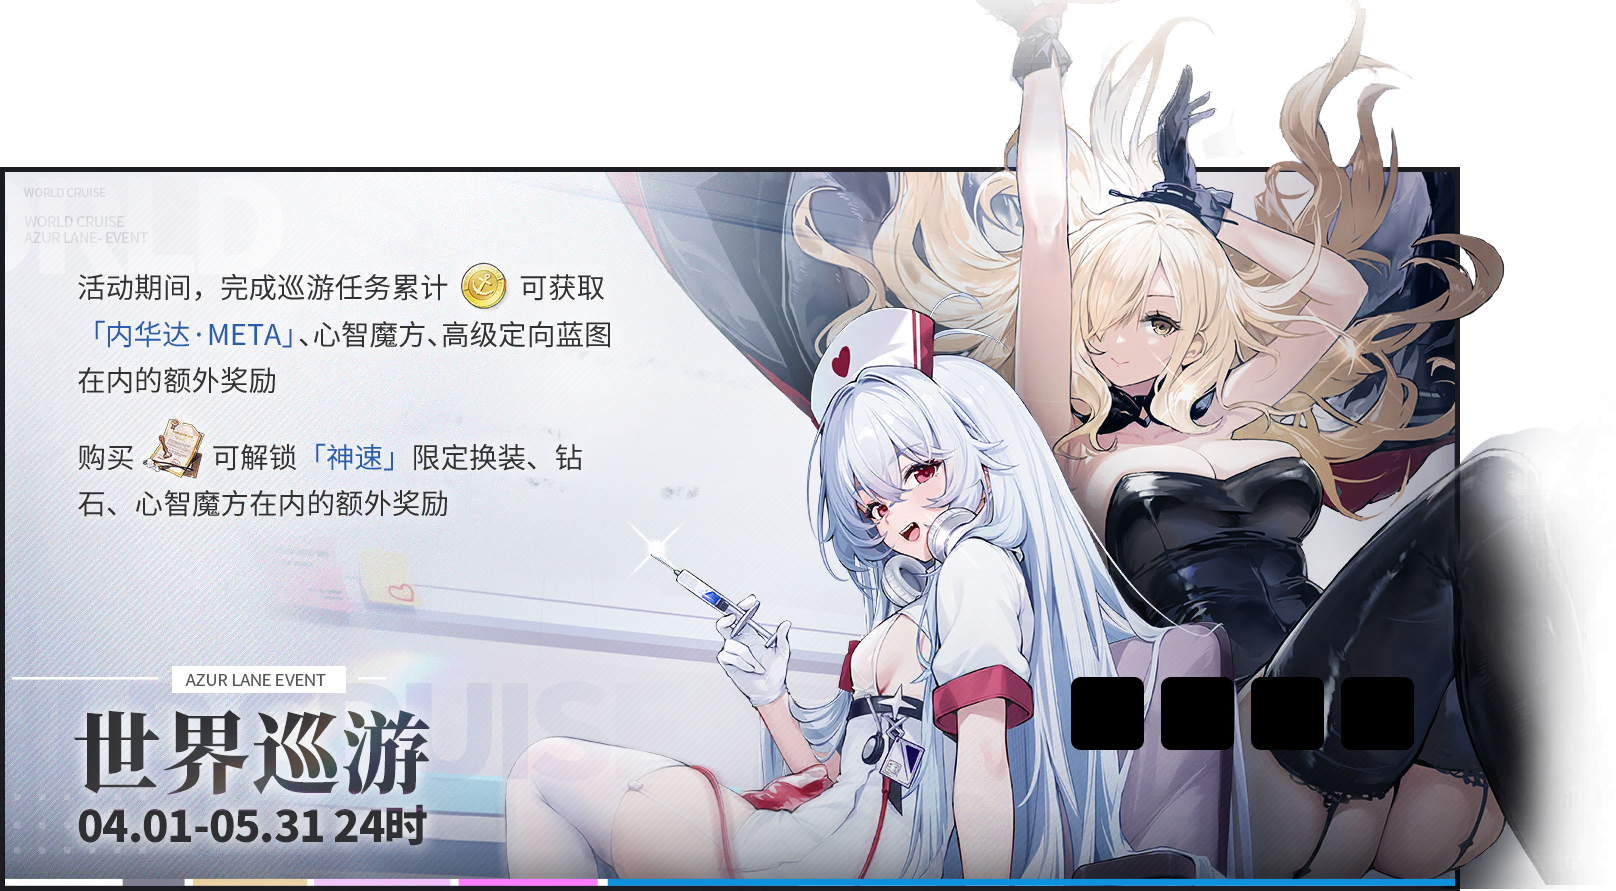 WORLD CRUISE
WORLD CRUISE
AZUR LANE- EVENT
活动期间，完成巡游任务累计 可获取
「内华达·META」、心智魔方、高级定向蓝图
在内的额外奖励
购买 可解锁「神速」限定换装、钻
石、心智魔方在内的额外奖励
AZUR LANE EVENT
世界巡游
04.01-05.31 24时